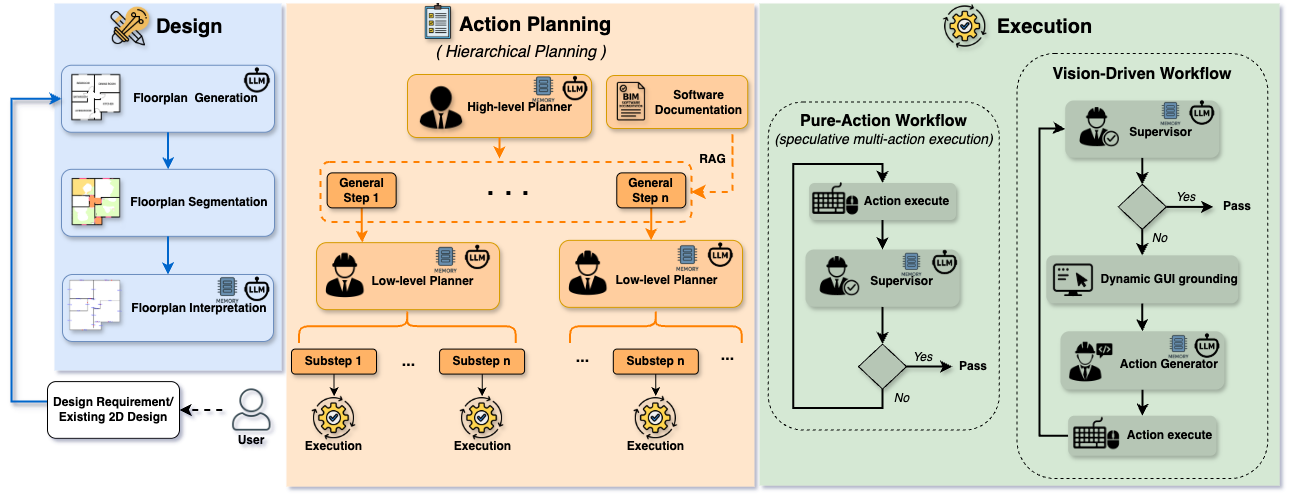 Design
Floorplan Generation
LLM
Floorplan Segmentation
MEMORY
LLM
Floorplan Interpretation
Design Requirement/
Existing 2D Design
User
Action Planning
( Hierarchical Planning )
MEMORY
LLM
High-level Planner
BIM
SOFTWARE
DOCUMENTATION
Software
Documentation
RAG
General
Step 1
. . .
General
Step n
MEMORY
LLM
Low-level Planner
MEMORY
LLM
Low-level Planner
Substep 1
...
Substep n
...
Substep n
...
Execution
Execution
Execution
Execution
Pure-Action Workflow
(speculative multi-action execution)
Action execute
MEMORY
LLM
Supervisor
Yes
Pass
No
Vision-Driven Workflow
MEMORY
LLM
Supervisor
Yes
Pass
No
Dynamic GUI grounding
MEMORY
LLM
Action Generator
Action execute